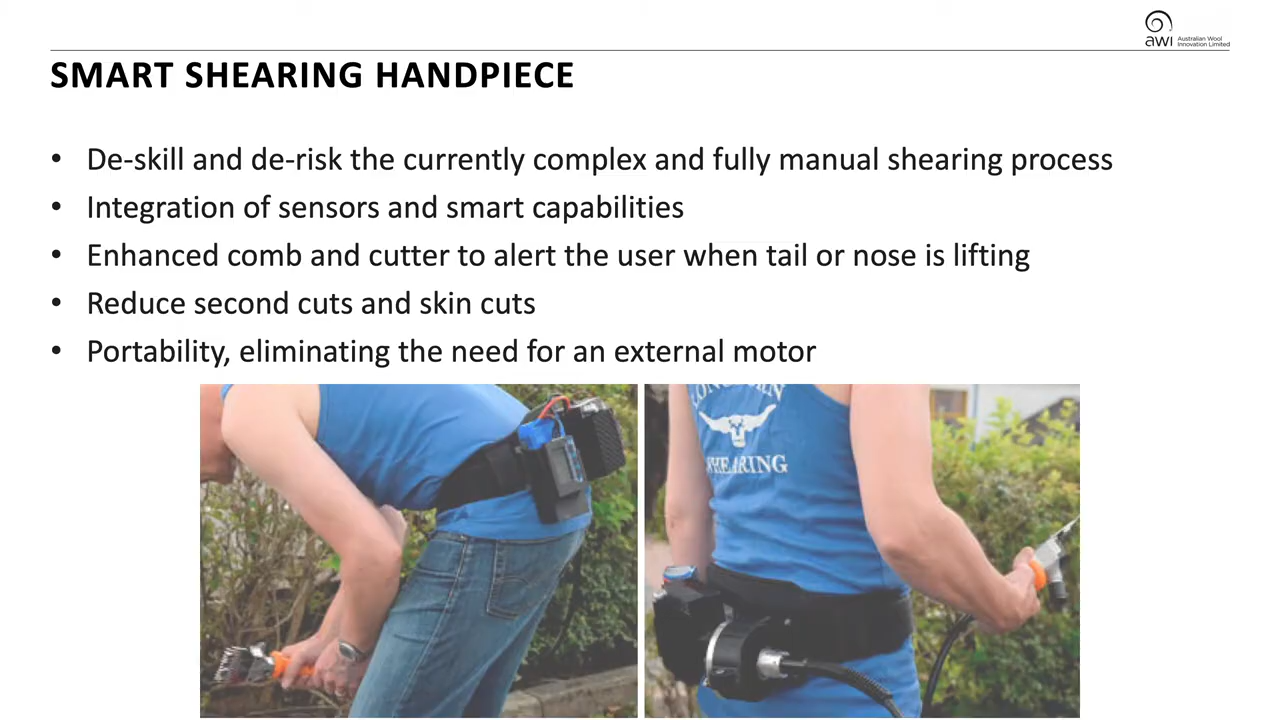 awi Australian Wool
Innovation Limited
SMART SHEARING HANDPIECE
• De-skill and de-risk the currently complex and fully manual shearing process
• Integration of sensors and smart capabilities
• Enhanced comb and cutter to alert the user when tail or nose is lifting
• Reduce second cuts and skin cuts
• Portability, eliminating the need for an external motor